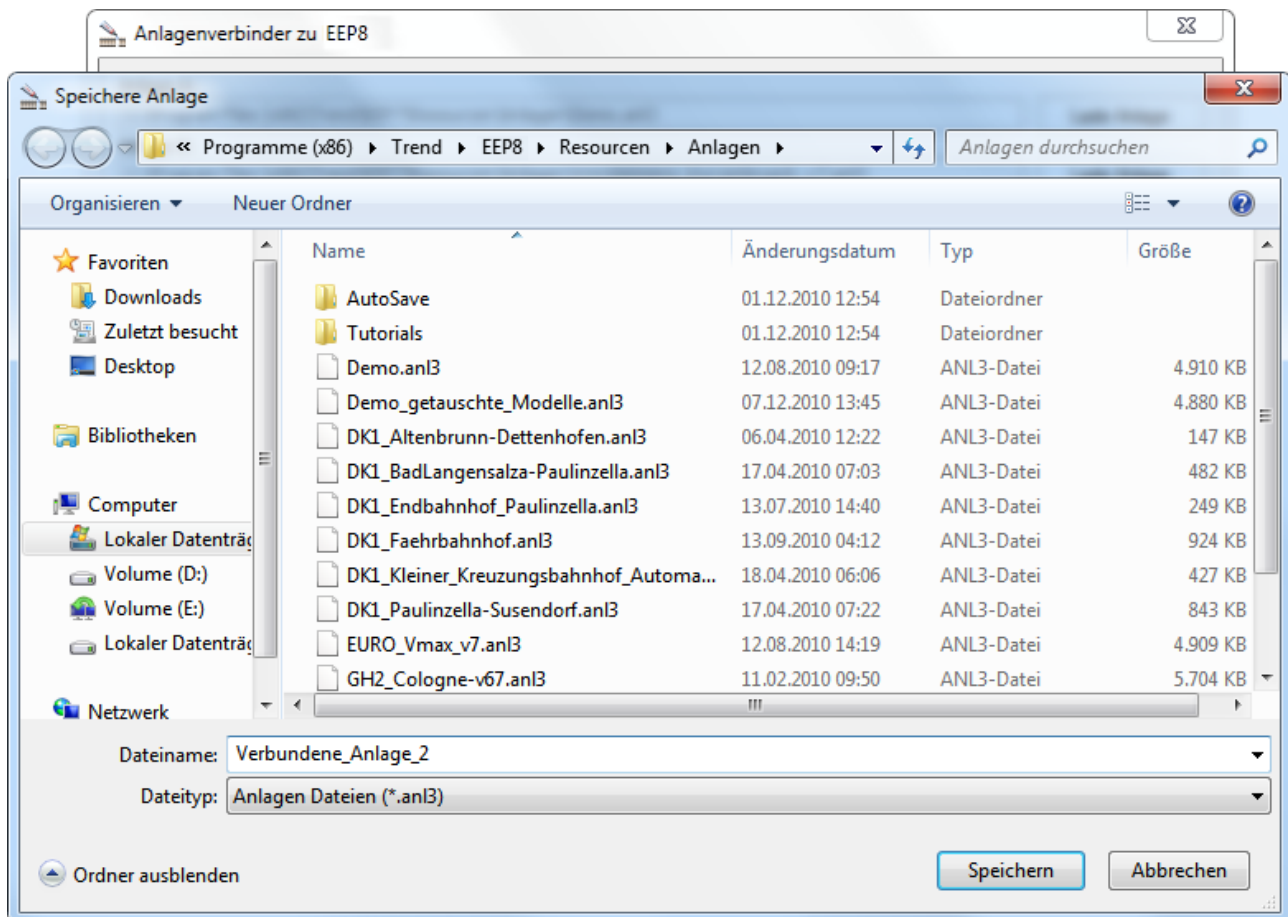 Anlagenverbinder zu EEP8
Speichere Anlage
« Programme (x86) Trend EEP8 Resourcen Anlagen Anlagen durchsuchen
Organisieren Neuer Ordner
Favoriten
Downloads
Zuletzt besucht
Desktop
Bibliotheken
Computer
Lokaler Datenträg
Volume (D:)
Volume (E:)
Lokaler Datenträg
Netzwerk
Name Änderungsdatum Typ Größe
AutoSave 01.12.2010 12:54 Dateiordner
Tutorials 01.12.2010 12:54 Dateiordner
Demo.anl3 12.08.2010 09:17 ANL3-Datei 4.910 KB
Demo_getauschte_Modelle.anl3 07.12.2010 13:45 ANL3-Datei 4.880 KB
DK1_Altenbrunn-Dettenhofen.anl3 06.04.2010 12:22 ANL3-Datei 147 KB
DK1_BadLangensalza-Paulinzella.anl3 17.04.2010 07:03 ANL3-Datei 482 KB
DK1_Endbahnhof_Paulinzella.anl3 13.07.2010 14:40 ANL3-Datei 249 KB
DK1_Faehrbahnhof.anl3 13.09.2010 04:12 ANL3-Datei 924 KB
DK1_Kleiner_Kreuzungsbahnhof_Automa... 18.04.2010 06:06 ANL3-Datei 427 KB
DK1_Paulinzella-Susendorf.anl3 17.04.2010 07:22 ANL3-Datei 843 KB
EURO_Vmax_v7.anl3 12.08.2010 14:19 ANL3-Datei 4.909 KB
GH2_Cologne-v67.anl3 11.02.2010 09:50 ANL3-Datei 5.704 KB
Dateiname: Verbundene_Anlage_2
Dateityp: Anlagen Dateien (*.anl3)
Ordner ausblenden
Speichern Abbrechen